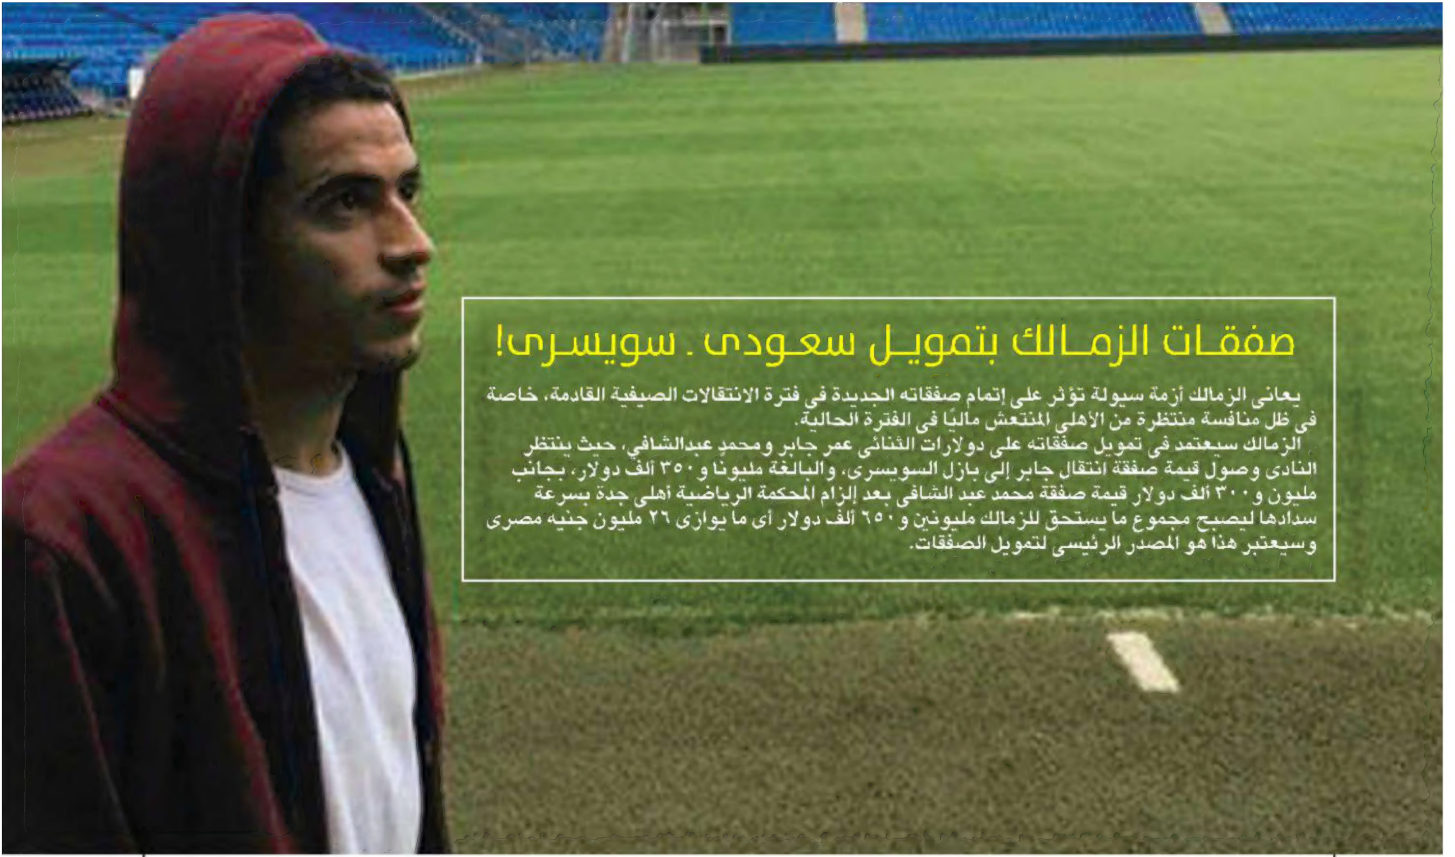 صفقات الزمالك بتمويل سعودى . سويسرى!
يعانى الزمالك أزمة سيولة تؤثر على إتمام صفقاته الجديدة فى فترة الانتقالات الصيفية القادمة، خاصة
فى ظل منافسة منتظرة من الأهلى المنتعش ماليًا فى الفترة الحالية.
الزمالك سيعتمد فى تمويل صفقاته على دولارات الثنائى عمر جابر ومحمد عبدالشافي، حيث ينتظر
النادى وصول قيمة صفقة انتقال جابر إلى بازل السويسرى، والبالغة مليونًا و٣٥٠ ألف دولار، بجانب
مليون و٣٠٠ ألف دولار قيمة صفقة محمد عبد الشافى بعد إلزام المحكمة الرياضية أهلى جدة بسرعة
سدادها ليصبح مجموع ما يستحق للزمالك مليونين و٦٥٠ ألف دولار أى ما يوازى ٢٦ مليون جنيه مصرى
وسيعتبر هذا هو المصدر الرئيسى لتمويل الصفقات.